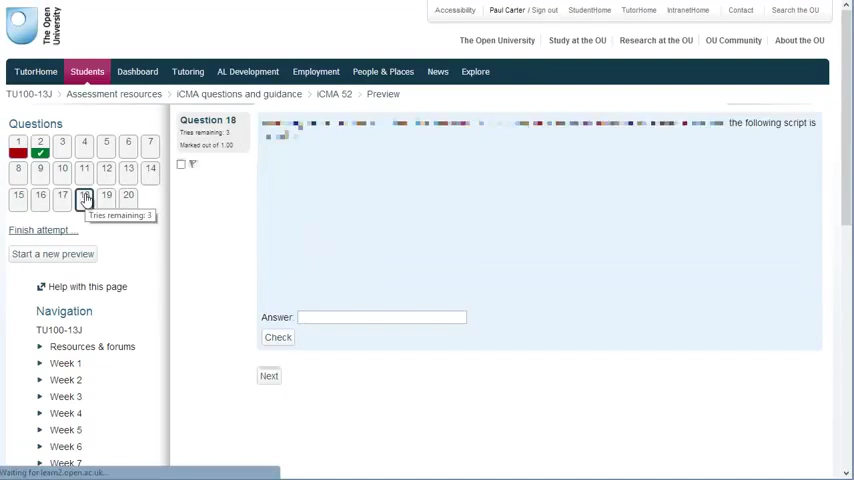 The Open
University
Accessibility
Paul Carter / Sign out
StudentHome
TutorHome
IntranetHome
Contact
Search the OU
The Open University
Study at the OU
Research at the OU
OU Community
About the OU
TutorHome
Students
Dashboard
Tutoring
AL Development
Employment
People & Places
News
Explore
TU100-13J > Assessment resources > iCMA questions and guidance > iCMA 52 > Preview
Questions
1 2 3 4 5 6 7
8 9 10 11 12 13 14
15 16 17 18 19 20
Tries remaining: 3
Finish attempt ...
Start a new preview
Help with this page
Navigation
TU100-13J
Resources & forums
Week 1
Week 2
Week 3
Week 4
Week 5
Week 6
Week 7
Question 18
Tries remaining: 3
Marked out of 1.00
the following script is
Answer
Check
Next
Waiting for learn2.open.ac.uk...